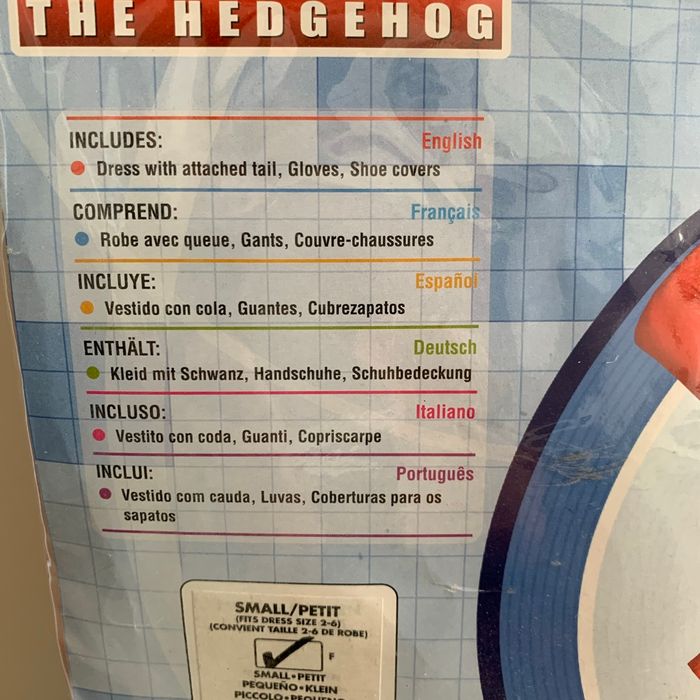 THE HEDGEHOG
INCLUDES: English
Dress with attached tail, Gloves, Shoe covers
COMPREND: Français
Robe avec queue, Gants, Couvre-chaussures
INCLUYE: Español
Vestido con cola, Guantes, Cubrezapatos
ENTHÄLT: Deutsch
Kleid mit Schwanz, Handschuhe, Schuhbedeckung
INCLUSO: Italiano
Vestito con coda, Guanti, Copriscarpe
INCLUI: Português
Vestido com cauda, Luvas, Coberturas para os
sapatos
SMALL/PETIT
(FITS DRESS SIZE 2-6)
(CONVIENT TAILLE 2-6 DE ROBE)
F
SMALL•PETIT
PEQUEÑO•KLEIN
PICCOLO•PEQUENO